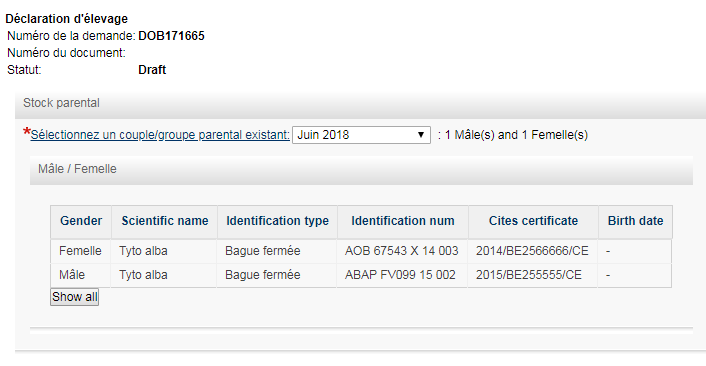 Déclaration d'élevage
Numéro de la demande: DOB171665
Numéro du document:
Statut: Draft
Stock parental
*Sélectionnez un couple/groupe parental existant: Juin 2018 : 1 Mâle(s) and 1 Femelle(s)
Mâle / Femelle
Gender Scientific name Identification type Identification num Cites certificate Birth date
Femelle Tyto alba Bague fermée AOB 67543 X 14 003 2014/BE2566666/CE -
Mâle Tyto alba Bague fermée ABAP FV099 15 002 2015/BE255555/CE -
Show all